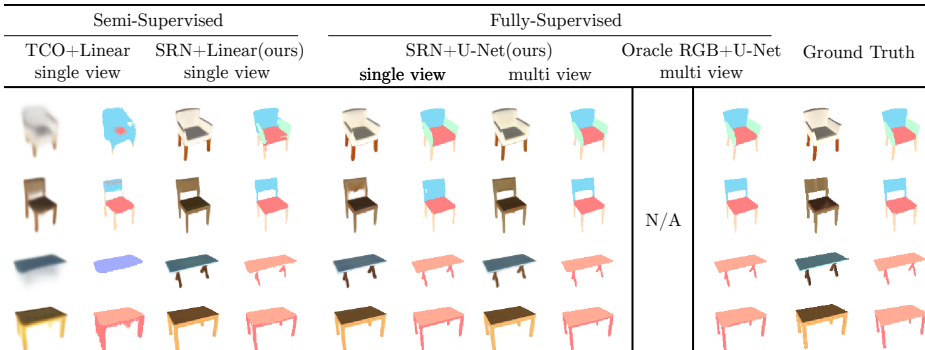 Semi-Supervised Fully-Supervised
TCO+Linear SRN+Linear(ours) SRN+U-Net(ours) Oracle RGB+U-Net Ground Truth
single view single view single view multi view multi view
N/A